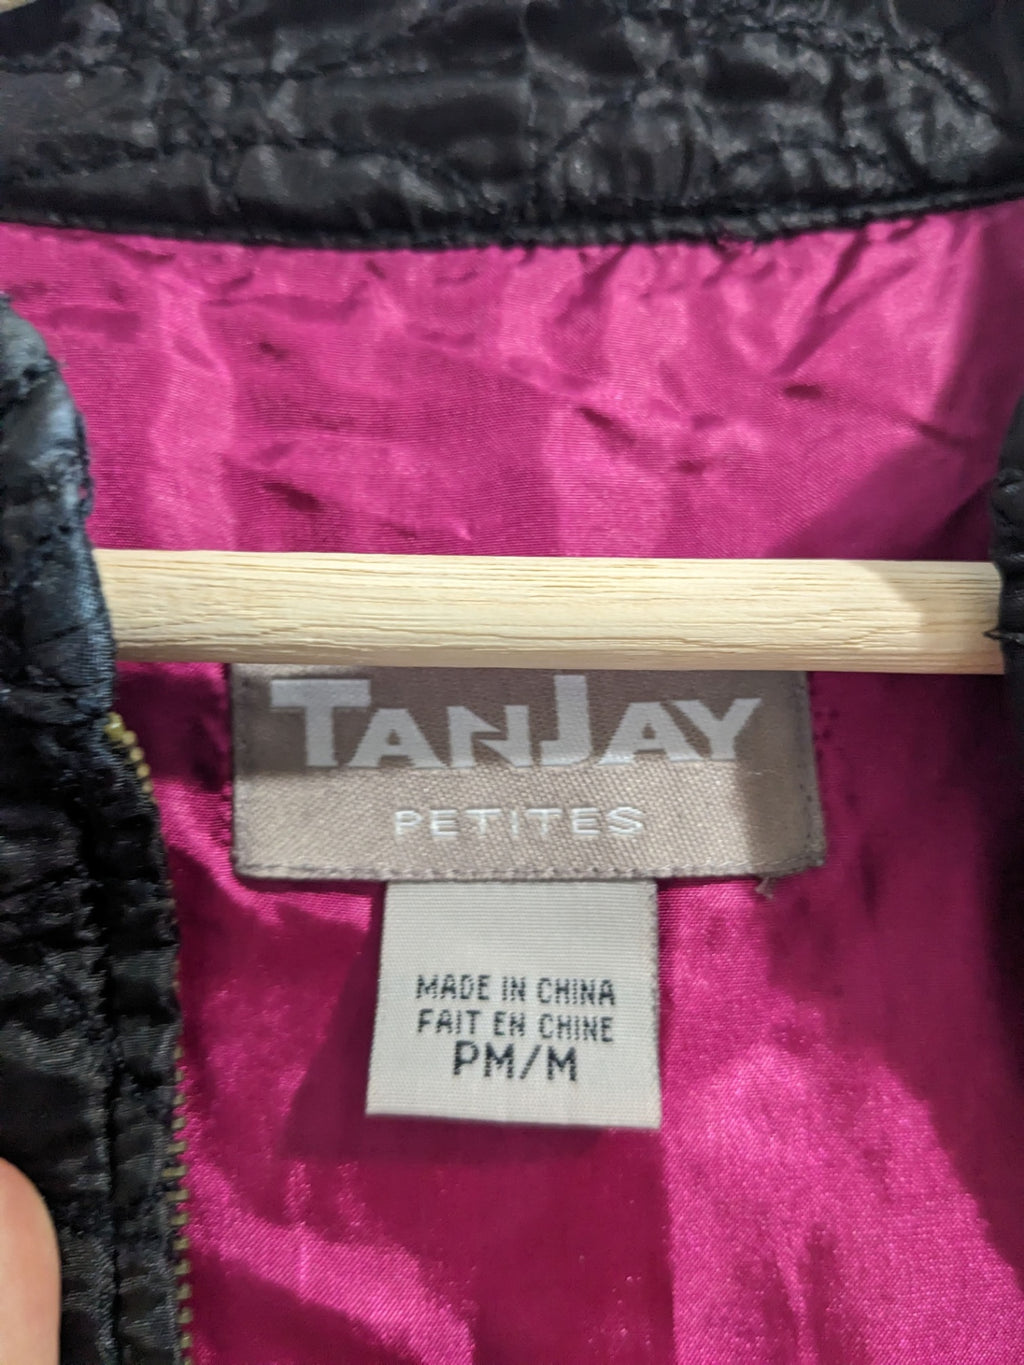 TANJAY
PETITES
MADE IN CHINA
FAIT EN CHINE
PM/M